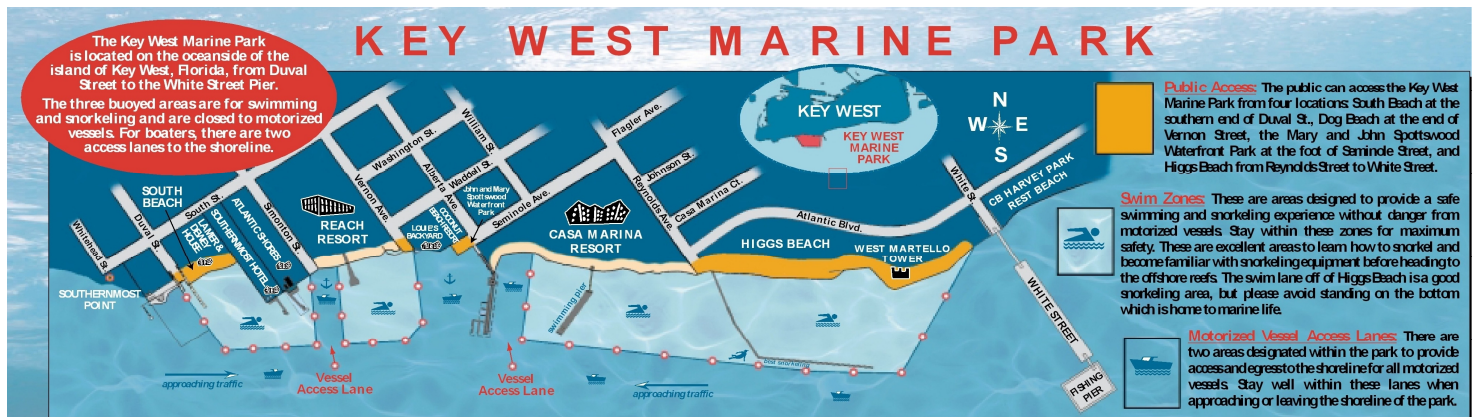 KEY WEST MARINE PARK
The Key West Marine Park
is located on the oceanside of the
island of Key West, Florida, from Duval
Street to the White Street Pier.
The three buoyed areas are for swimming
and snorkeling and are closed to motorized
vessels. For boaters, there are two
access lanes to the shoreline.
KEY WEST
KEY WEST
MARINE
PARK
N
W E
S
Public Access: The public can access the Key West
Marine Park from four locations: South Beach at the
southern end of Duval St., Dog Beach at the end of
Vernon Street, the Mary and John Spottswood
Waterfront Park at the foot of Seminole Street, and
Higgs Beach from Reynolds Street to White Street.
Swim Zones: These are areas designed to provide a safe
swimming and snorkeling experience without danger from
motorized vessels. Stay within these zones for maximum
safety. These are excellent areas to learn how to snorkel and
become familiar with snorkeling equipment before heading to
the offshore reefs. The swim lane off of Higgs Beach is a good
snorkeling area, but please avoid standing on the bottom
which is home to marine life.
Motorized Vessel Access Lanes: There are
two areas designated within the park to provide
access and egress to the shoreline for all motorized
vessels. Stay well within these lanes when
approaching or leaving the shoreline of the park.
Whitehead St.
Duval St.
South St.
Simonton St.
Vernon Ave.
Washington St.
Alberta Ave.
William St.
Waddel St.
Seminole Ave.
Flagler Ave.
Reynolds Ave.
Johnson St.
Casa Marina Ct.
Atlantic Blvd.
White St.
WHITE STREET
FISHING
PIER
CB HARVEY PARK
REST BEACH
SOUTH
BEACH
SOUTHERNMOST
POINT
SOUTHERNMOST HOTEL
ATLANTIC SHORES
REACH
RESORT
LOUIE'S
BACKYARD
COCONUT
BEACH RESORT
John and Mary
Spottswood
Waterfront
Park
CASA MARINA
RESORT
HIGGS BEACH
WEST MARTELLO
TOWER
swimming pier
best snorkeling
approaching traffic
Vessel
Access Lane
Vessel
Access Lane
approaching traffic